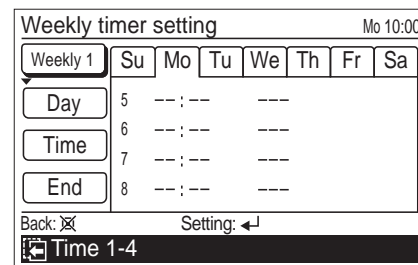 Weekly timer setting Mo 10:00
Weekly 1 Su Mo Tu We Th Fr Sa
Day 5 --:-- ---
6 --:-- ---
Time 7 --:-- ---
End 8 --:-- ---
Back: Setting:
Time 1-4